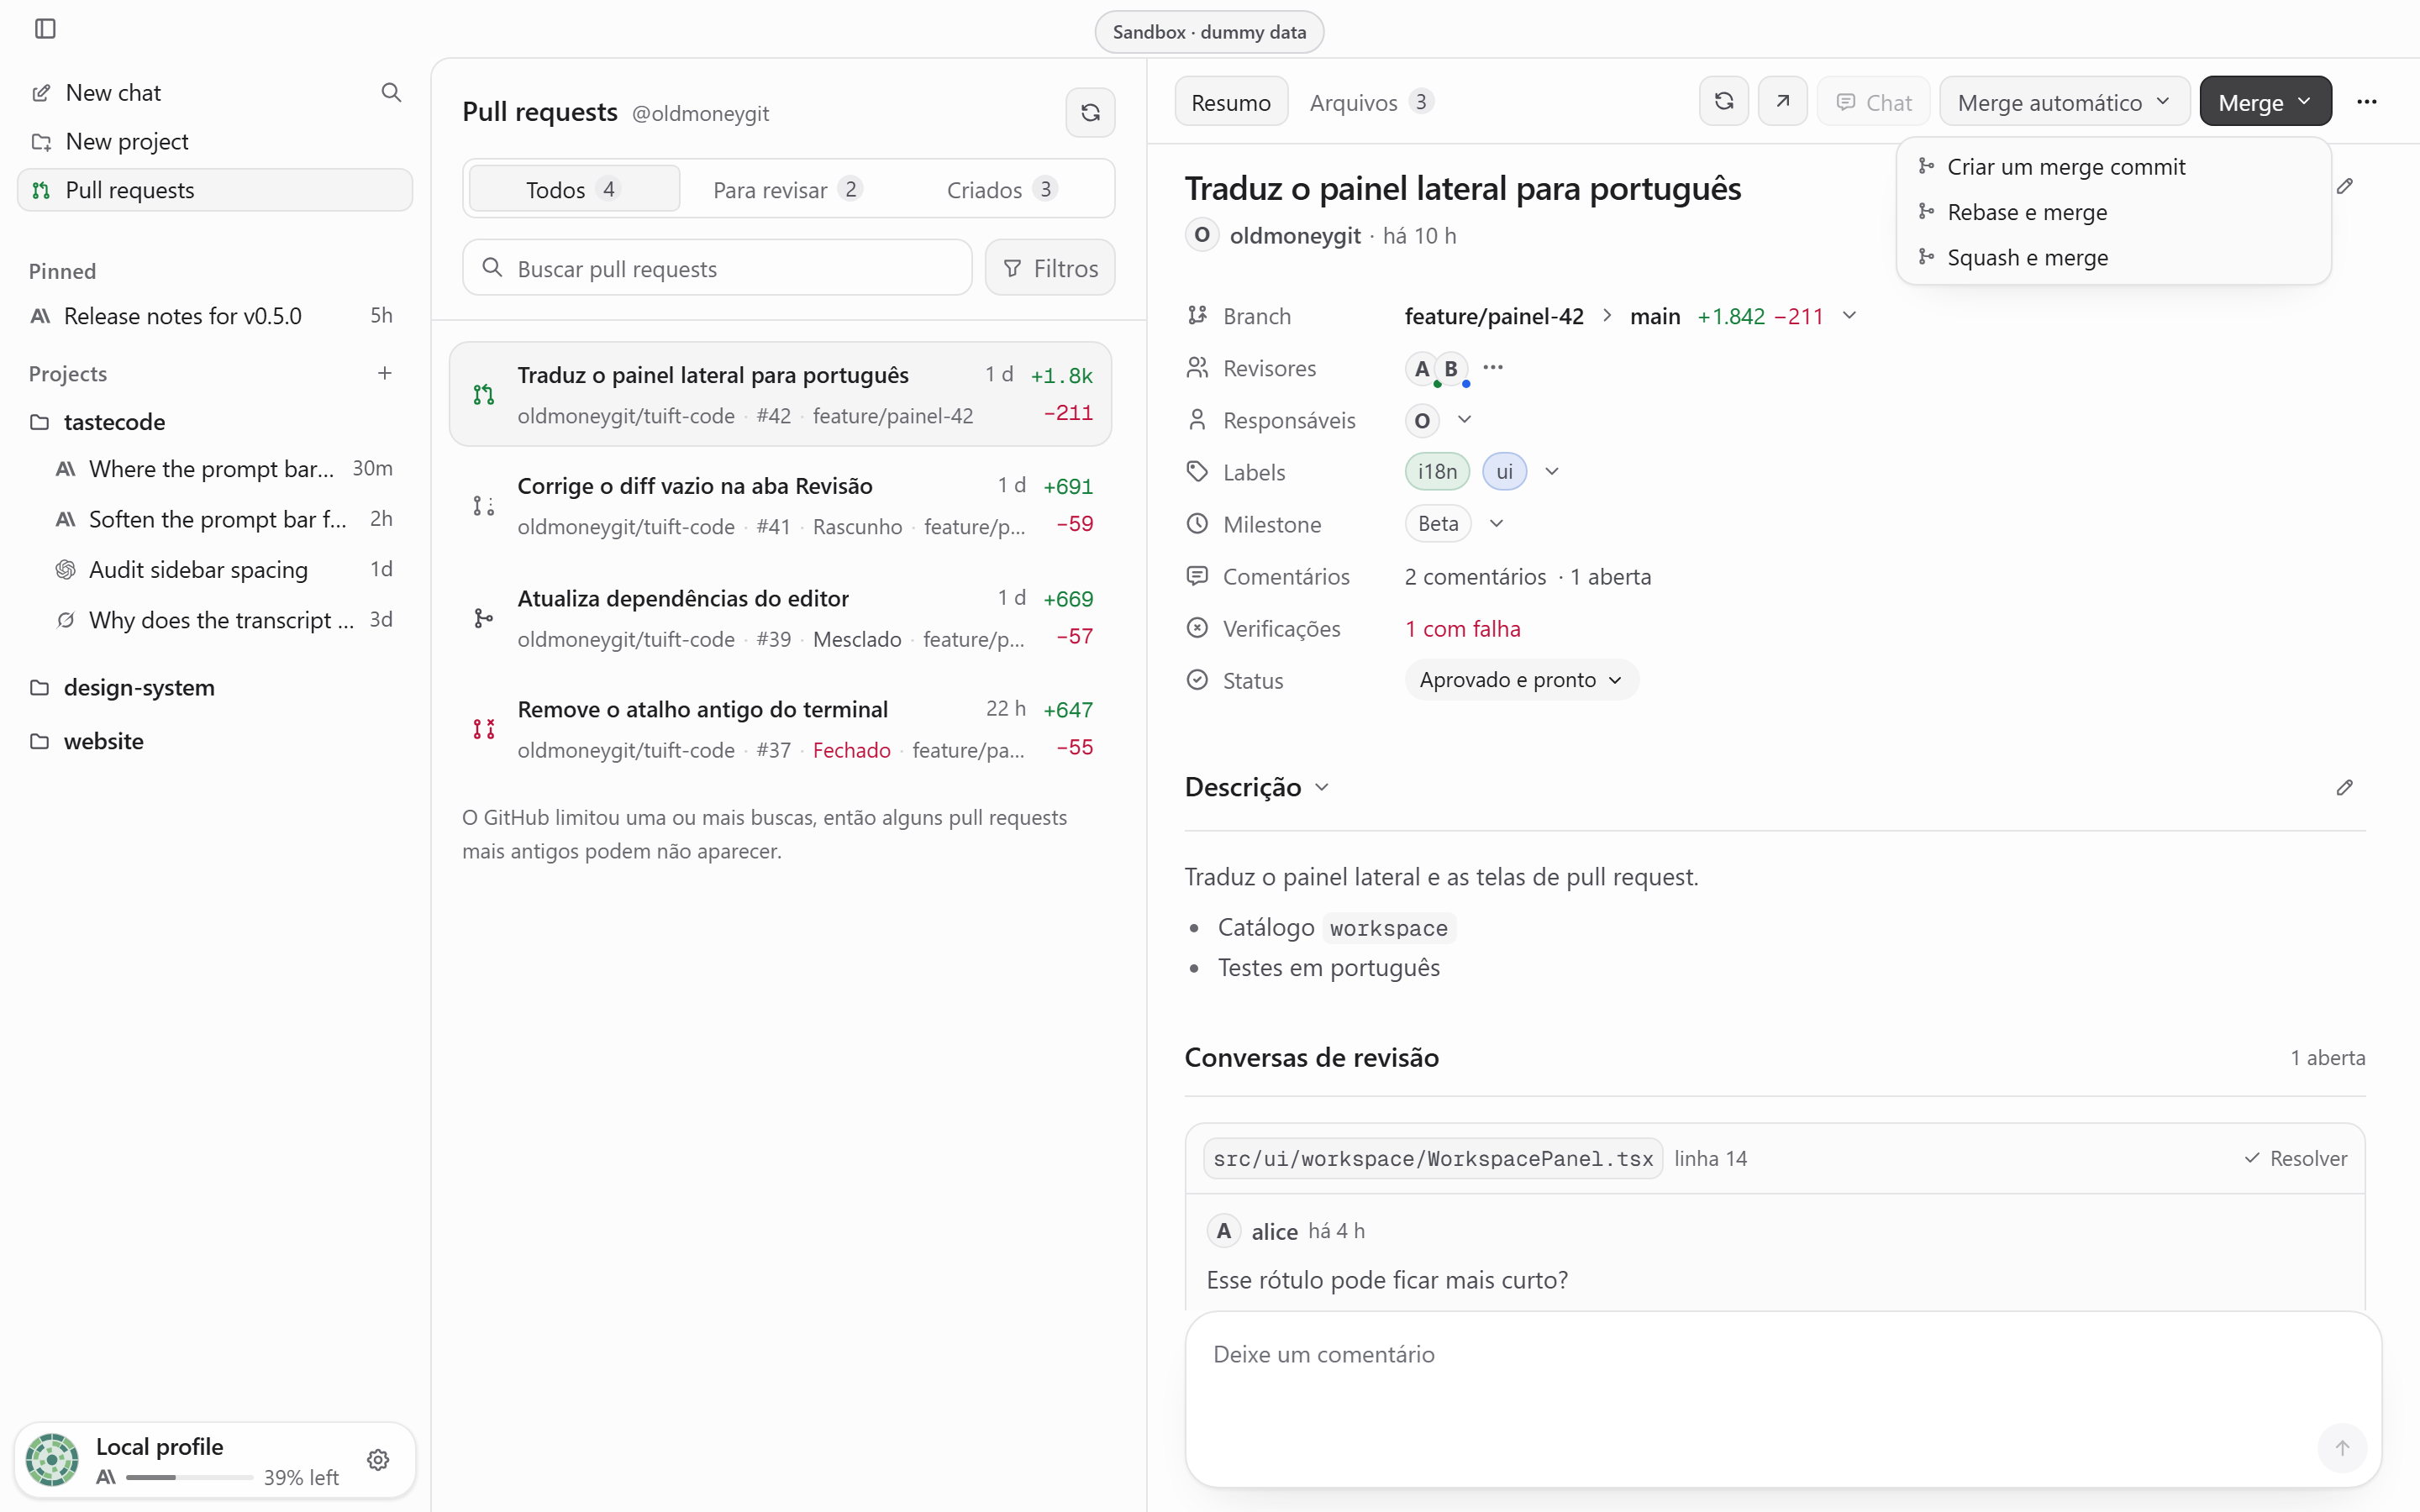 Sandbox · dummy data
New chat
New project
Pull requests
Pinned
Release notes for v0.5.0 5h
Projects
tastecode
Where the prompt bar... 30m
Soften the prompt bar f... 2h
Audit sidebar spacing 1d
Why does the transcript ... 3d
design-system
website
Local profile
39% left
Pull requests @oldmoneygit
Todos 4 Para revisar 2 Criados 3
Buscar pull requests Filtros
Traduz o painel lateral para português 1 d +1.8k
oldmoneygit/tuift-code · #42 · feature/painel-42 −211
Corrige o diff vazio na aba Revisão 1 d +691
oldmoneygit/tuift-code · #41 · Rascunho · feature/p... −59
Atualiza dependências do editor 1 d +669
oldmoneygit/tuift-code · #39 · Mesclado · feature/p... −57
Remove o atalho antigo do terminal 22 h +647
oldmoneygit/tuift-code · #37 · Fechado · feature/pa... −55
O GitHub limitou uma ou mais buscas, então alguns pull requests
mais antigos podem não aparecer.
Resumo Arquivos 3 Chat Merge automático Merge
Criar um merge commit
Rebase e merge
Squash e merge
Traduz o painel lateral para português
O oldmoneygit · há 10 h
Branch feature/painel-42 main +1.842 −211
Revisores A B
Responsáveis O
Labels i18n ui
Milestone Beta
Comentários 2 comentários · 1 aberta
Verificações 1 com falha
Status Aprovado e pronto
Descrição
Traduz o painel lateral e as telas de pull request.
• Catálogo workspace
• Testes em português
Conversas de revisão 1 aberta
src/ui/workspace/WorkspacePanel.tsx linha 14 Resolver
A alice há 4 h
Esse rótulo pode ficar mais curto?
Deixe um comentário